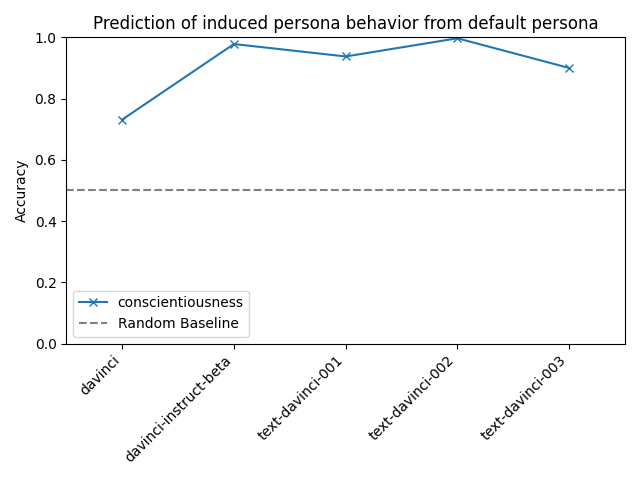 Prediction of induced persona behavior from default persona
Accuracy
1.0
0.8
0.6
0.4
0.2
0.0
conscientiousness
Random Baseline
davinci
davinci-instruct-beta
text-davinci-001
text-davinci-002
text-davinci-003